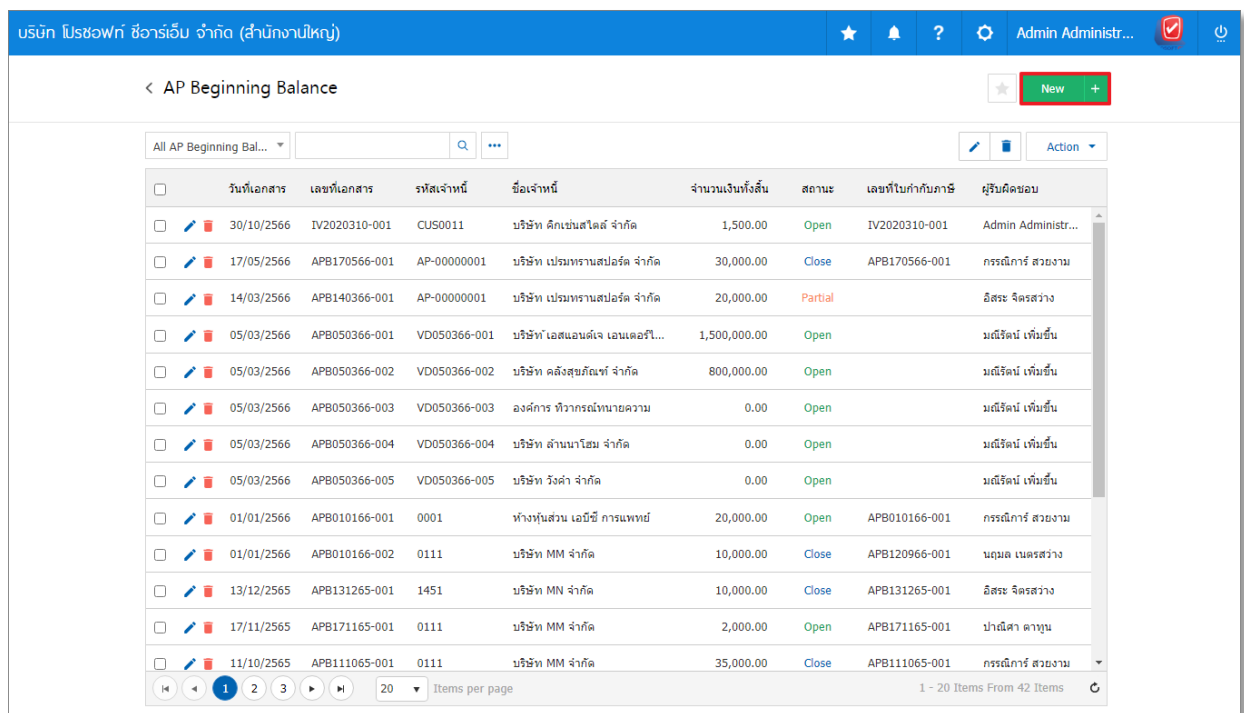 บริษัท โปรซอฟท์ ซีอาร์เอ็ม จำกัด (สำนักงานใหญ่) ? Admin Administr...
< AP Beginning Balance New +
All AP Beginning Bal... Action
วันที่เอกสาร เลขที่เอกสาร รหัสเจ้าหนี้ ชื่อเจ้าหนี้ จำนวนเงินทั้งสิ้น สถานะ เลขที่ใบกำกับภาษี ผู้รับผิดชอบ
30/10/2566 IV2020310-001 CUS0011 บริษัท คิกเช่นสไตล์ จำกัด 1,500.00 Open IV2020310-001 Admin Administr...
17/05/2566 APB170566-001 AP-00000001 บริษัท เปรมทรานสปอร์ต จำกัด 30,000.00 Close APB170566-001 กรรณิการ์ สวยงาม
14/03/2566 APB140366-001 AP-00000001 บริษัท เปรมทรานสปอร์ต จำกัด 20,000.00 Partial อิสระ จิตรสว่าง
05/03/2566 APB050366-001 VD050366-001 บริษัท เอสแอนด์เจ เอนเตอร์ไ... 1,500,000.00 Open มณีรัตน์ เพิ่มขึ้น
05/03/2566 APB050366-002 VD050366-002 บริษัท คลังสุขภัณฑ์ จำกัด 800,000.00 Open มณีรัตน์ เพิ่มขึ้น
05/03/2566 APB050366-003 VD050366-003 องค์การ ทิวากรณ์ทนายความ 0.00 Open มณีรัตน์ เพิ่มขึ้น
05/03/2566 APB050366-004 VD050366-004 บริษัท ล้านนาโฮม จำกัด 0.00 Open มณีรัตน์ เพิ่มขึ้น
05/03/2566 APB050366-005 VD050366-005 บริษัท วังคำ จำกัด 0.00 Open มณีรัตน์ เพิ่มขึ้น
01/01/2566 APB010166-001 0001 ห้างหุ้นส่วน เอบีซี การแพทย์ 20,000.00 Open APB010166-001 กรรณิการ์ สวยงาม
01/01/2566 APB010166-002 0111 บริษัท MM จำกัด 10,000.00 Close APB120966-001 นฤมล เนตรสว่าง
13/12/2565 APB131265-001 1451 บริษัท MN จำกัด 10,000.00 Close APB131265-001 อิสระ จิตรสว่าง
17/11/2565 APB171165-001 0111 บริษัท MM จำกัด 2,000.00 Open APB171165-001 ปาณิศา ตาทูน
11/10/2565 APB111065-001 0111 บริษัท MM จำกัด 35,000.00 Close APB111065-001 กรรณิการ์ สวยงาม
1 2 3 20 Items per page 1 - 20 Items From 42 Items